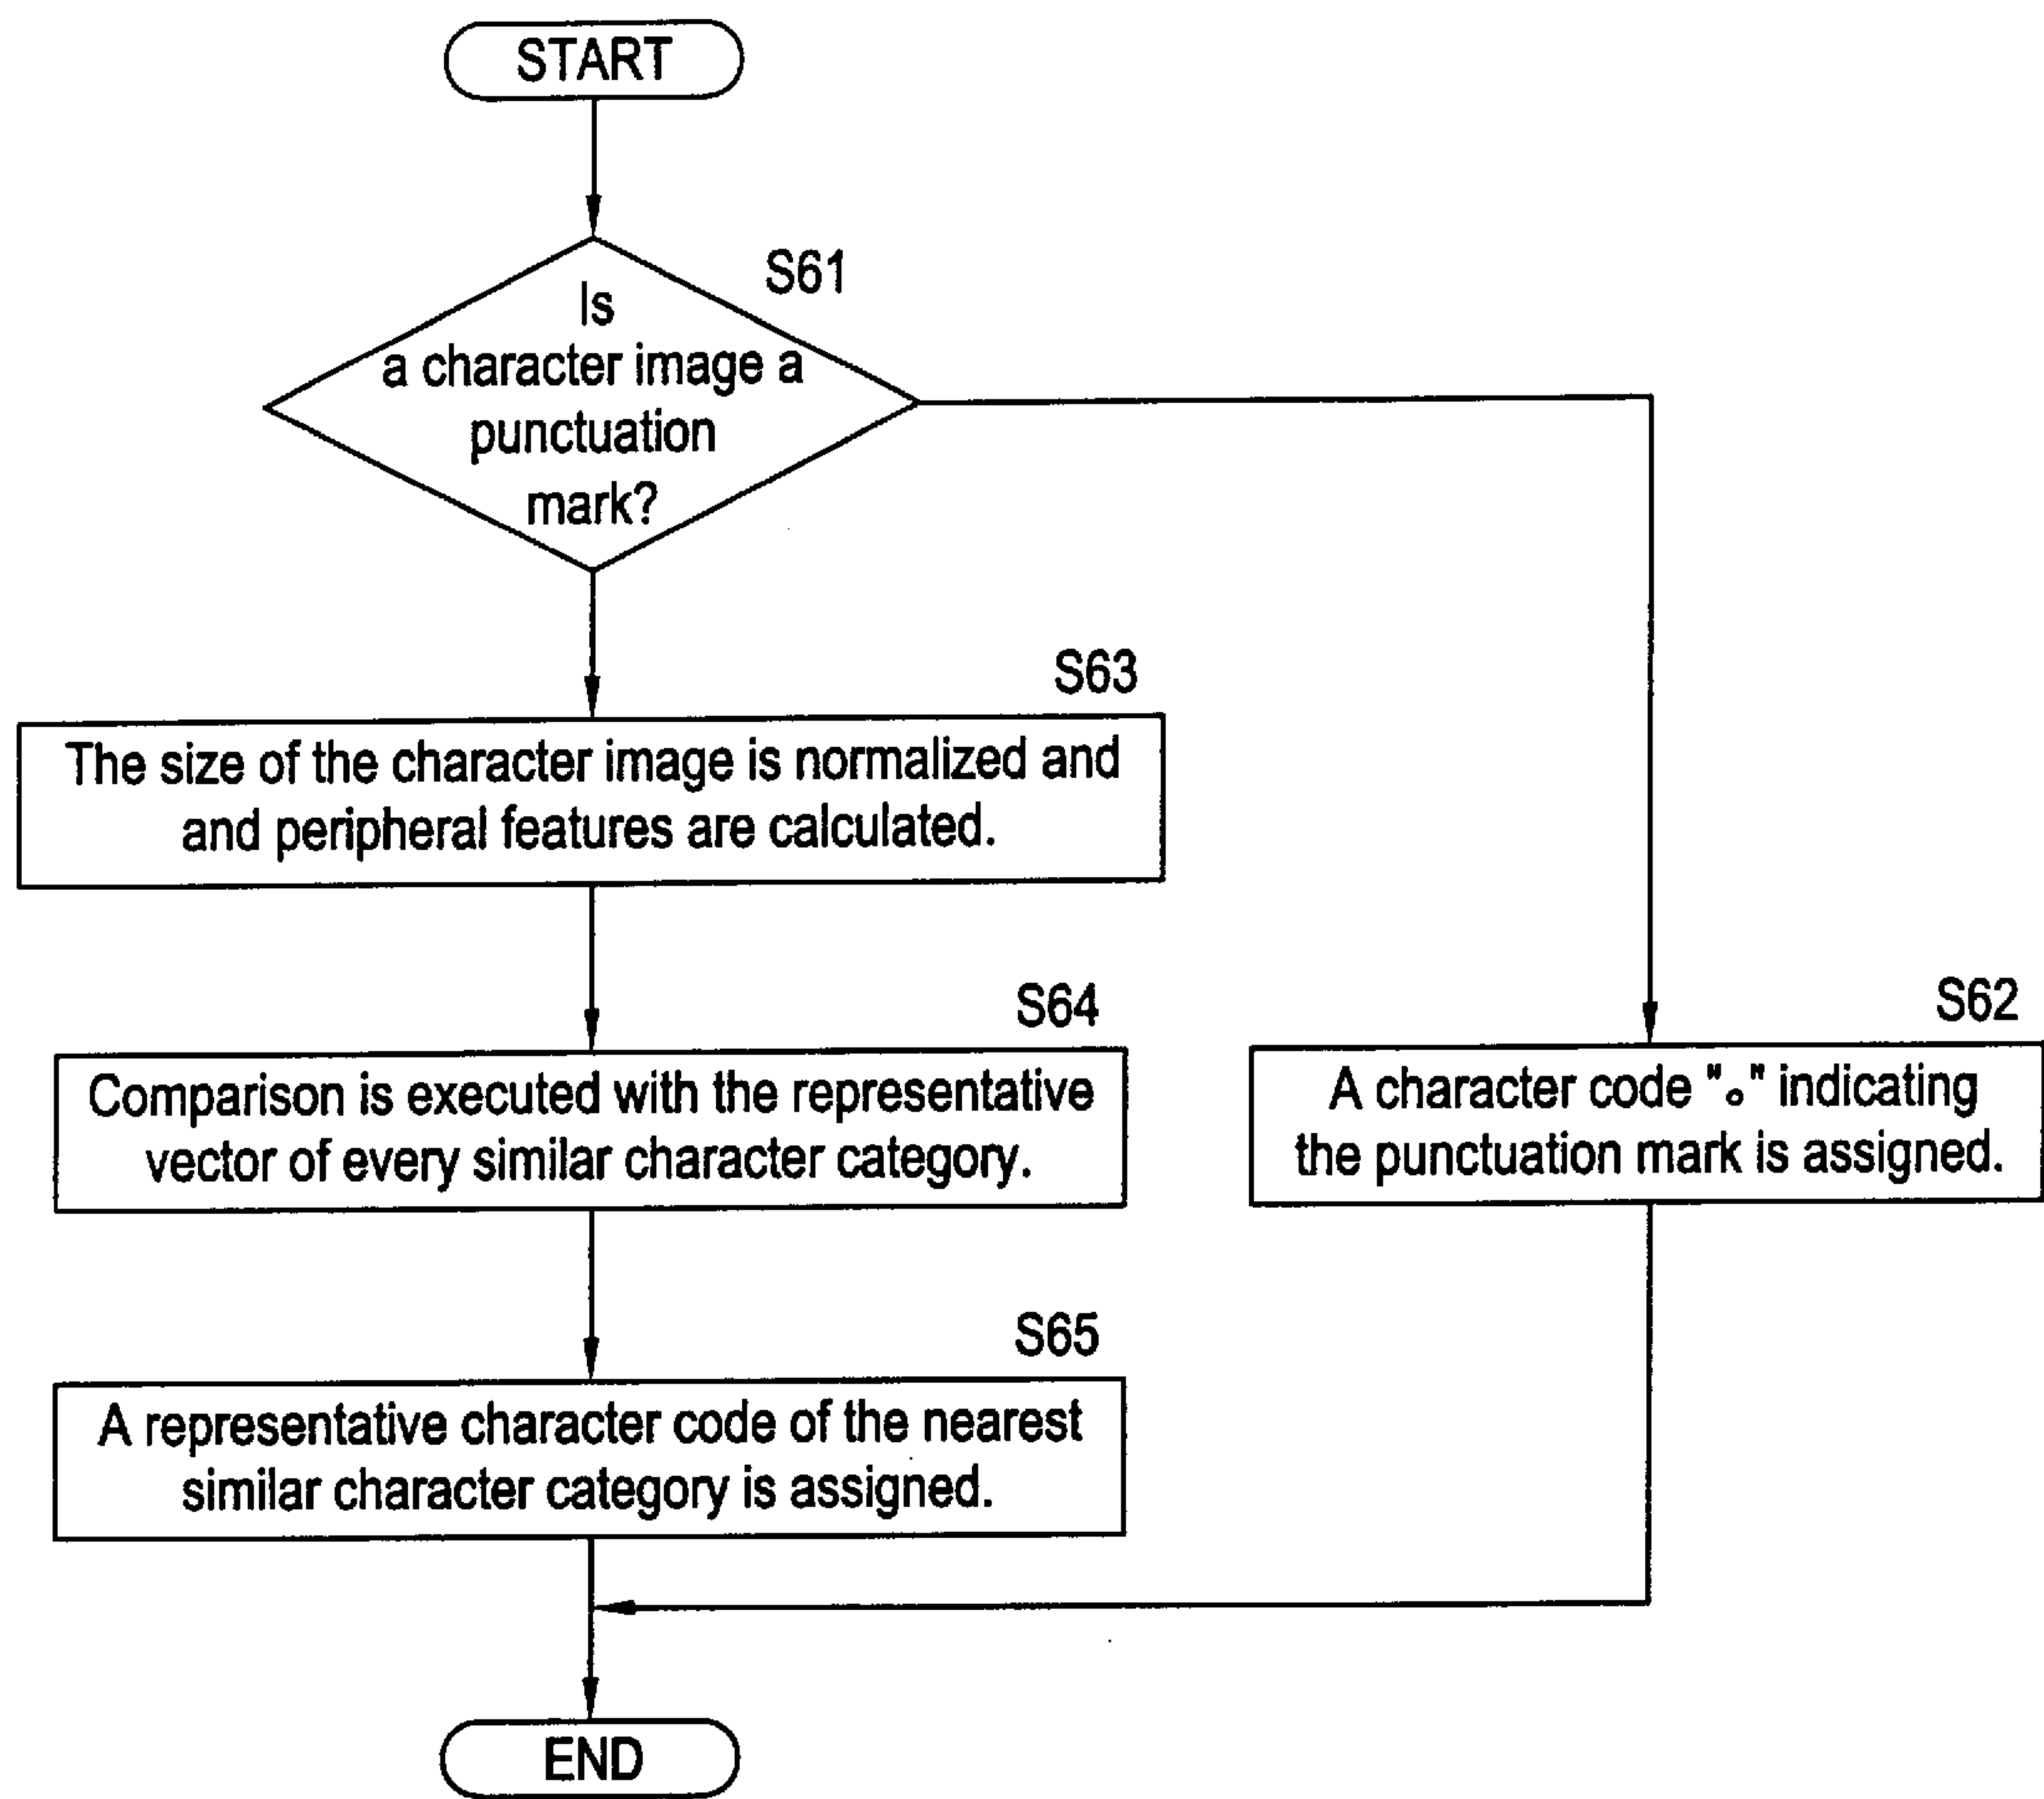 START
S61
Is
a character image a
punctuation
mark?
S63
The size of the character image is normalized and
and peripheral features are calculated.
S64
Comparison is executed with the representative
vector of every similar character category.
S62
A character code "。" indicating
the punctuation mark is assigned.
S65
A representative character code of the nearest
similar character category is assigned.
END